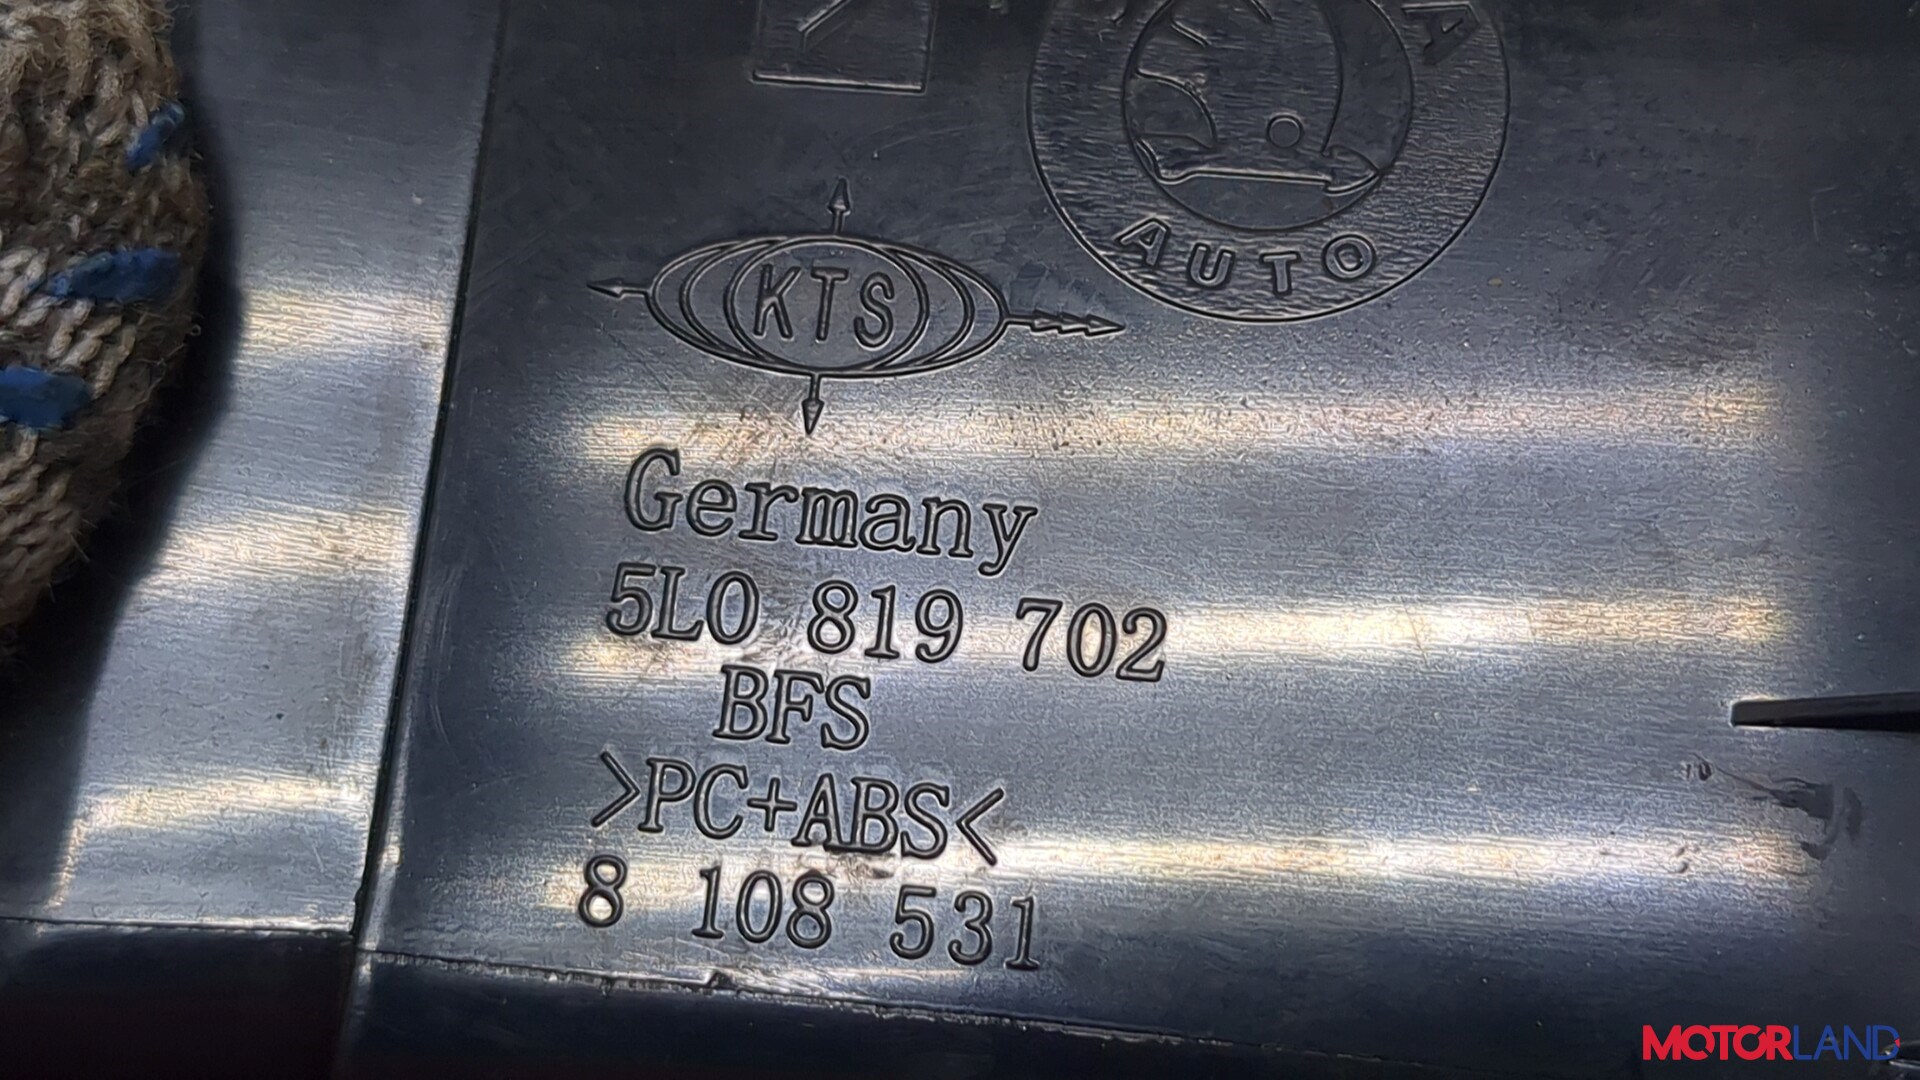 A
AUTO
KTS
Germany
5L0 819 702
BFS
>PC+ABS<
8 108 531
MOTORLAND